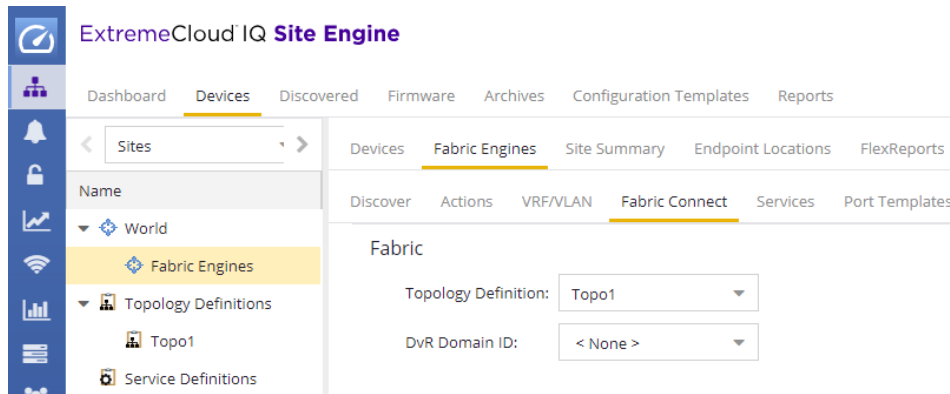 ExtremeCloud IQ Site Engine
Dashboard Devices Discovered Firmware Archives Configuration Templates Reports
Sites
Name
World
Fabric Engines
Topology Definitions
Topo1
Service Definitions
Devices Fabric Engines Site Summary Endpoint Locations FlexReports
Discover Actions VRF/VLAN Fabric Connect Services Port Templates
Fabric
Topology Definition: Topo1
DvR Domain ID: < None >